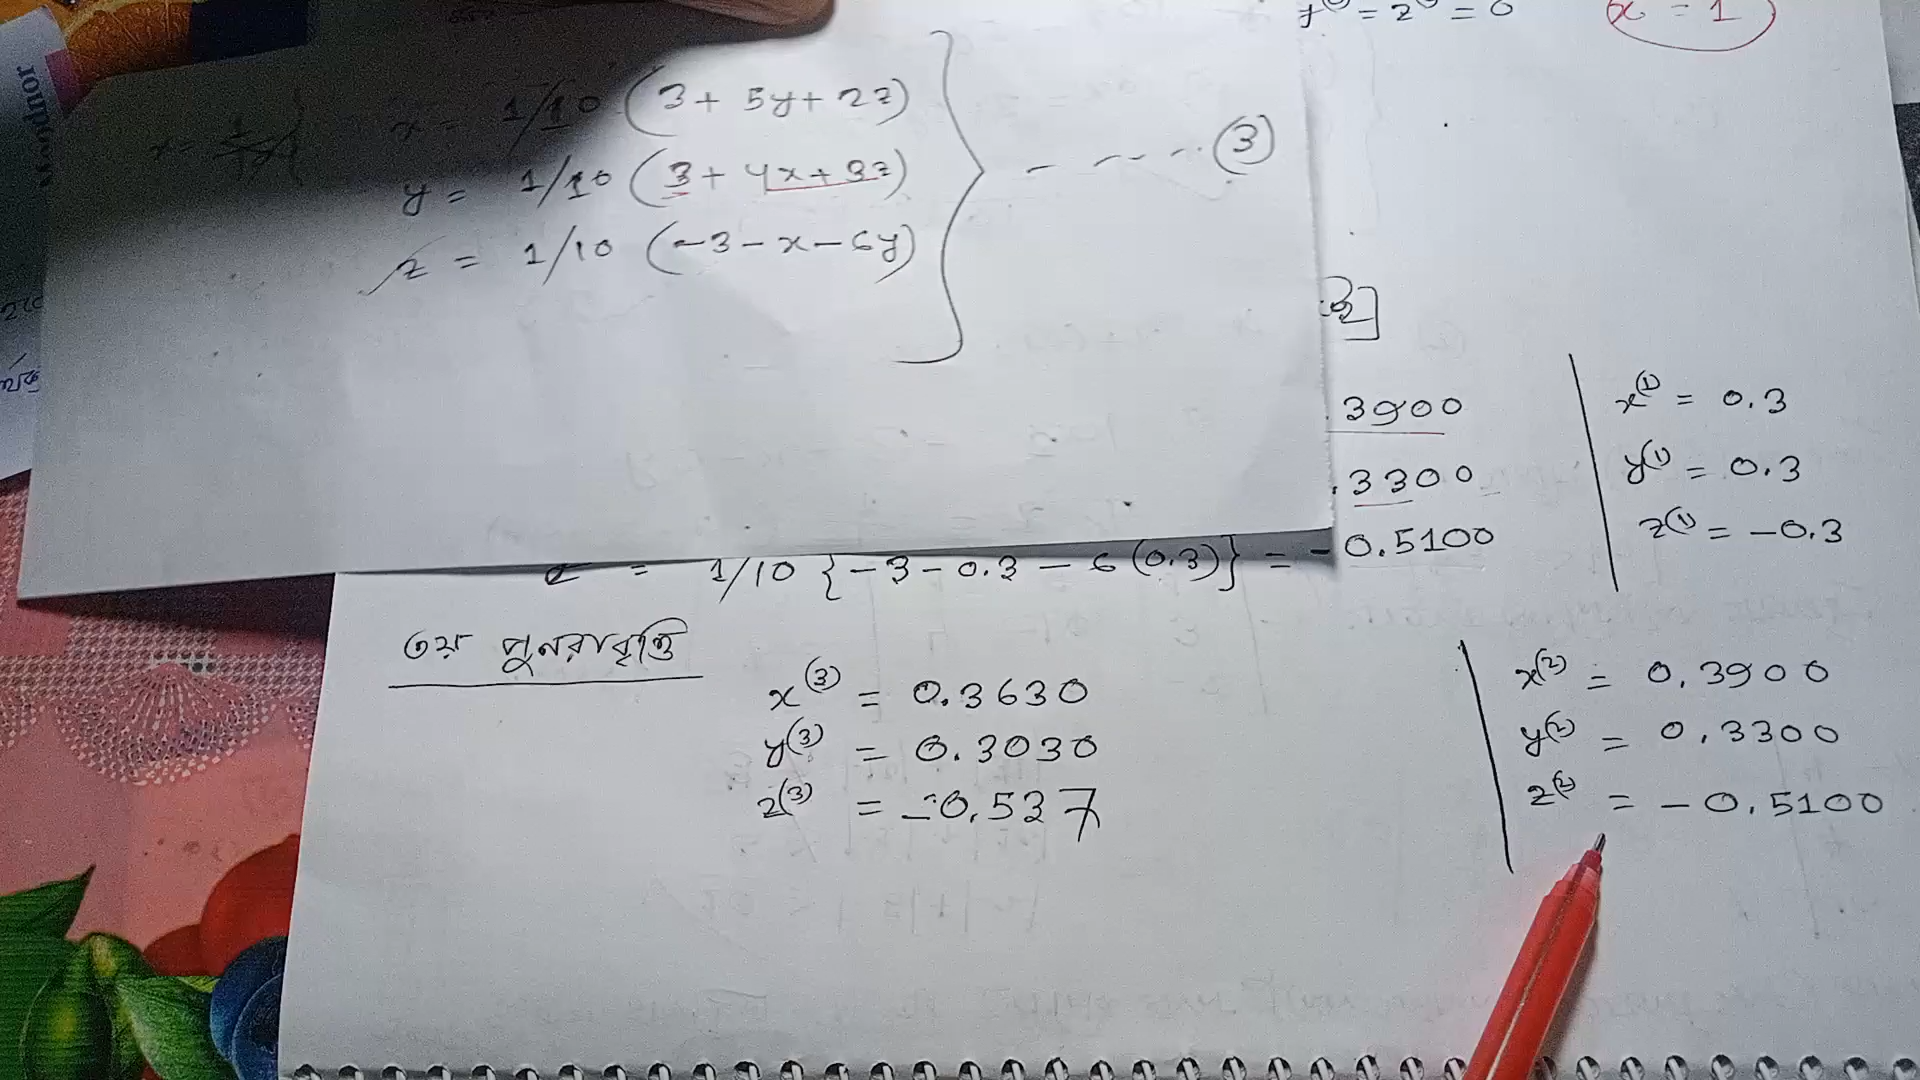 x = 1
x = 1/10 (3 + 5y + 2z)
y = 1/10 (3 + 4x + 3z)
z = 1/10 (-3 - x - 6y)
- - - - - (3)
.3900
.3300
-0.5100
x(1) = 0.3
y(1) = 0.3
z(1) = -0.3
= 1/10 {-3 - 0.3 - 6 (0.3)} =
৩য় পুনরাবৃত্তি
x(3) = 0.3630
y(3) = 0.3030
z(3) = -0.537
x(2) = 0.3900
y(2) = 0.3300
z(2) = -0.5100